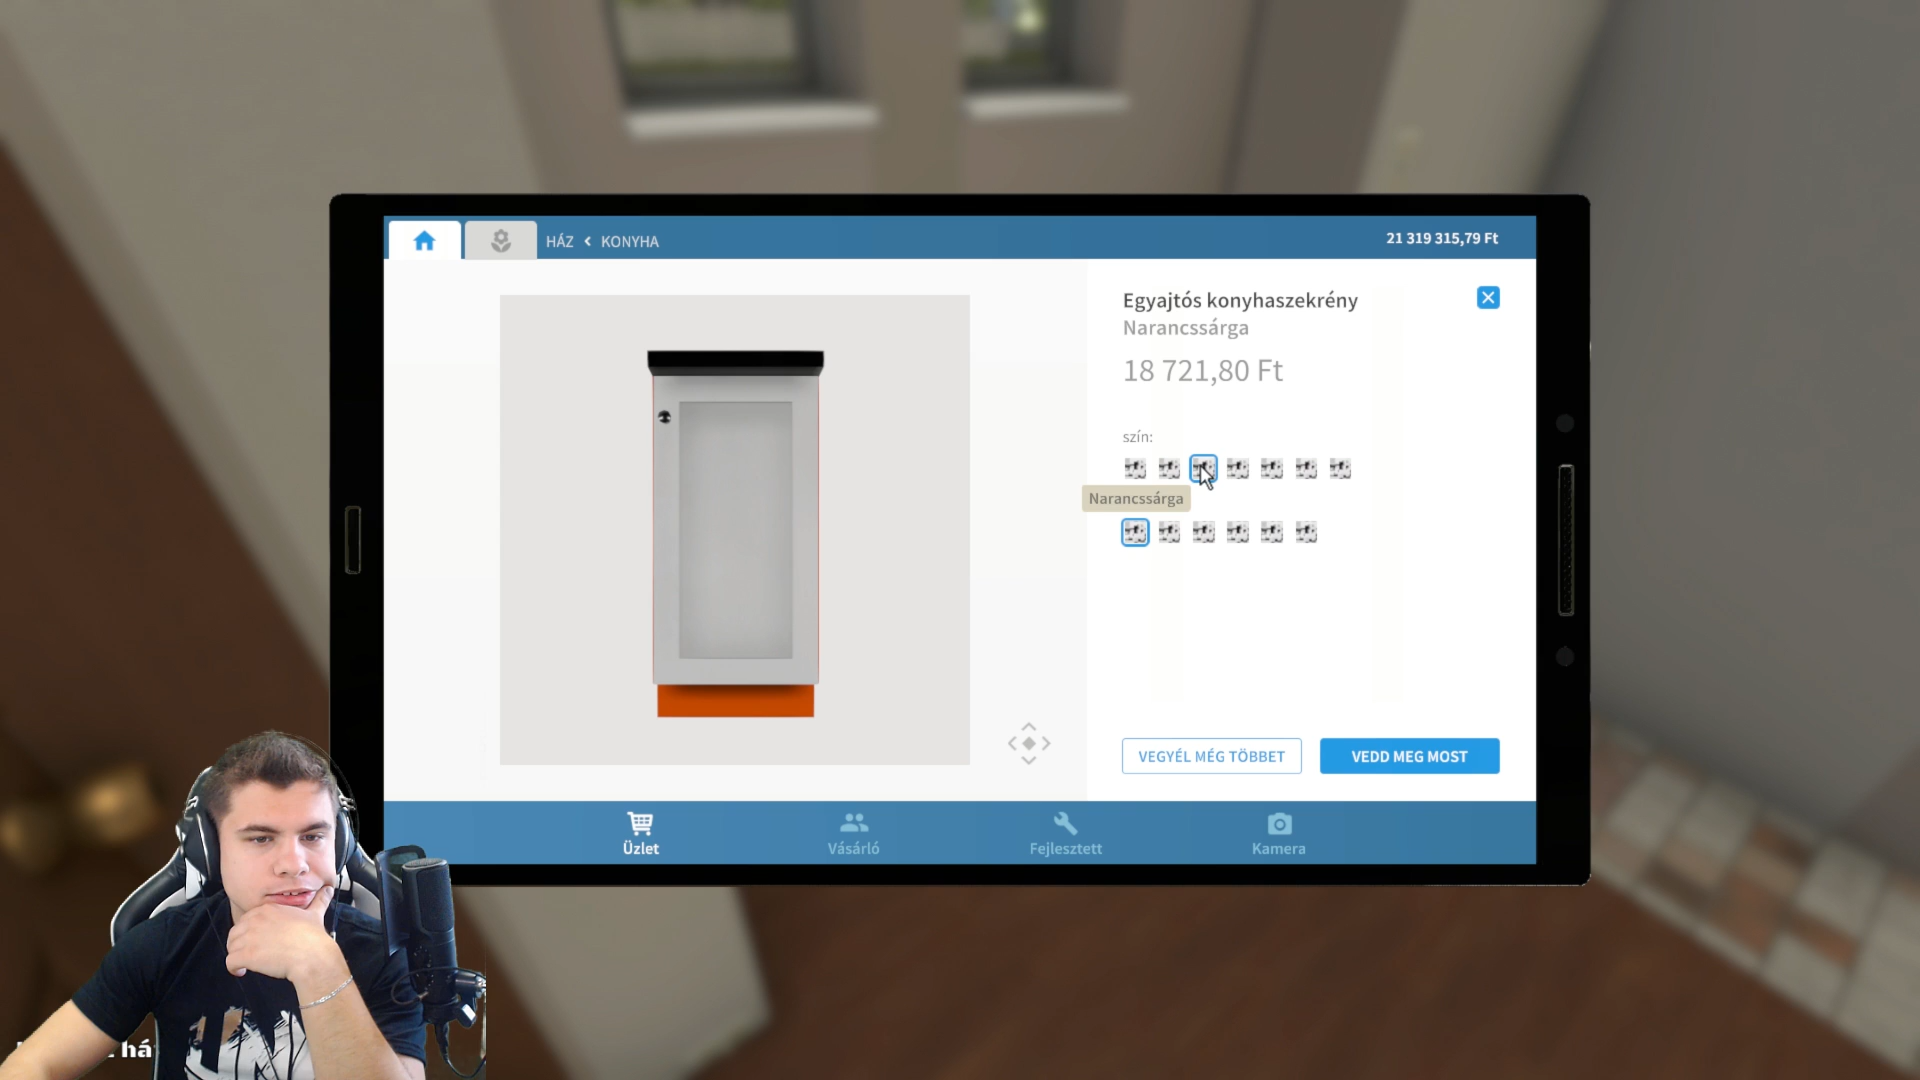 HÁZ < KONYHA
21 319 315,79 Ft
Egyajtós konyhaszekrény
Narancssárga
18 721,80 Ft
szín:
Narancssárga
VEGYÉL MÉG TÖBBET
VEDD MEG MOST
Üzlet
Vásárló
Fejlesztett
Kamera